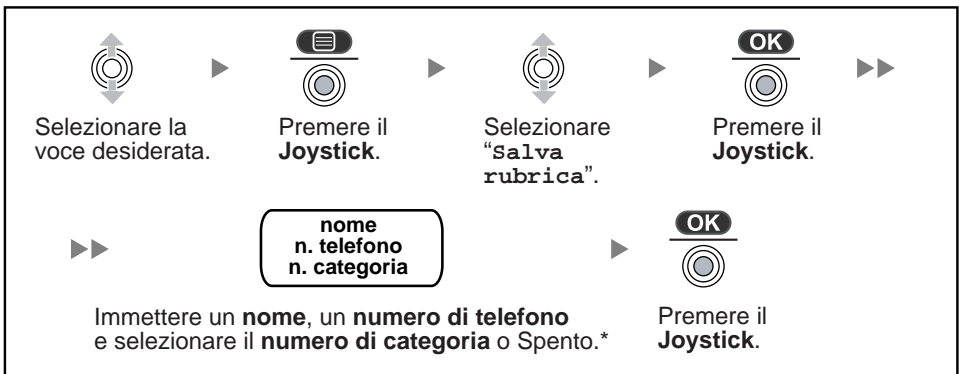 OK
OK
Selezionare la
voce desiderata.
Premere il
Joystick.
Selezionare
“Salva
rubrica”.
Premere il
Joystick.
nome
n. telefono
n. categoria
OK
Immettere un nome, un numero di telefono
e selezionare il numero di categoria o Spento.*
Premere il
Joystick.